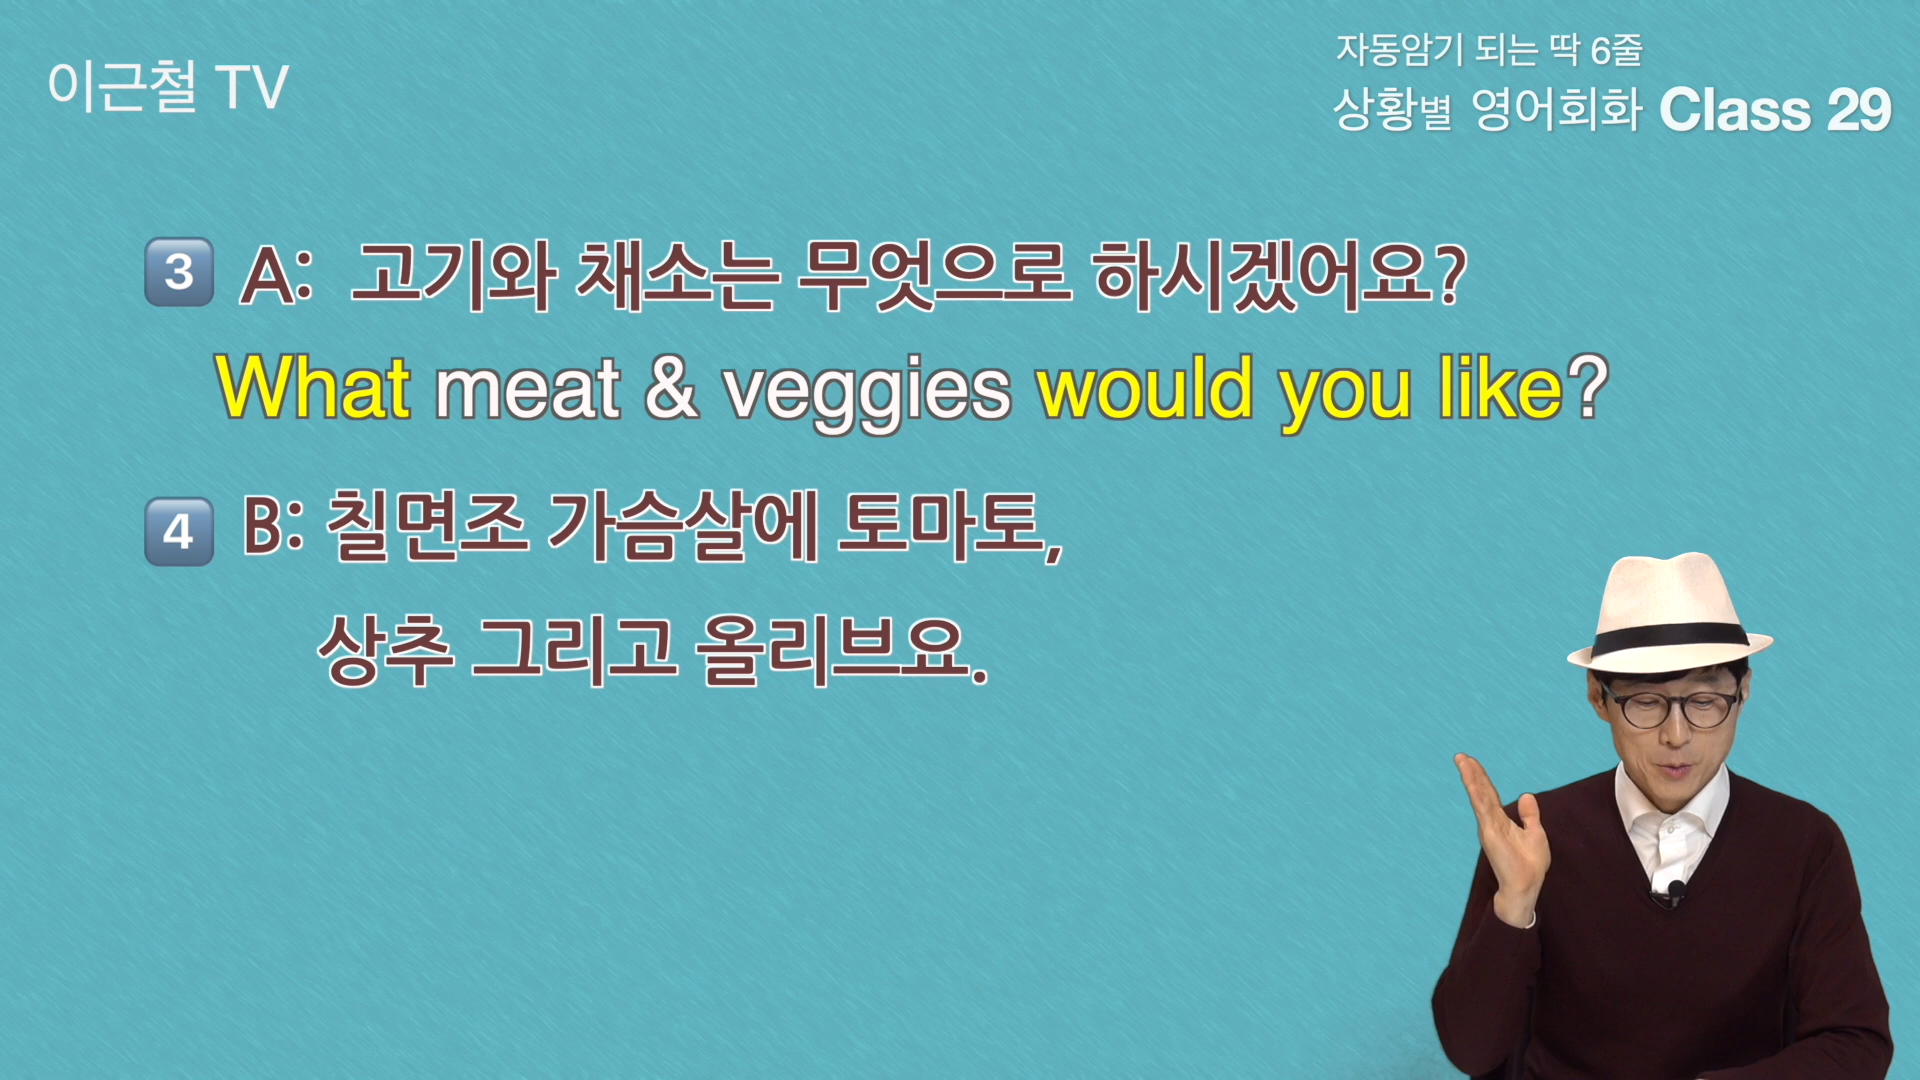 이근철 TV
자동암기 되는 딱 6줄
상황별 영어회화 Class 29
3 A: 고기와 채소는 무엇으로 하시겠어요?
What meat & veggies would you like?
4 B: 칠면조 가슴살에 토마토,
상추 그리고 올리브요.